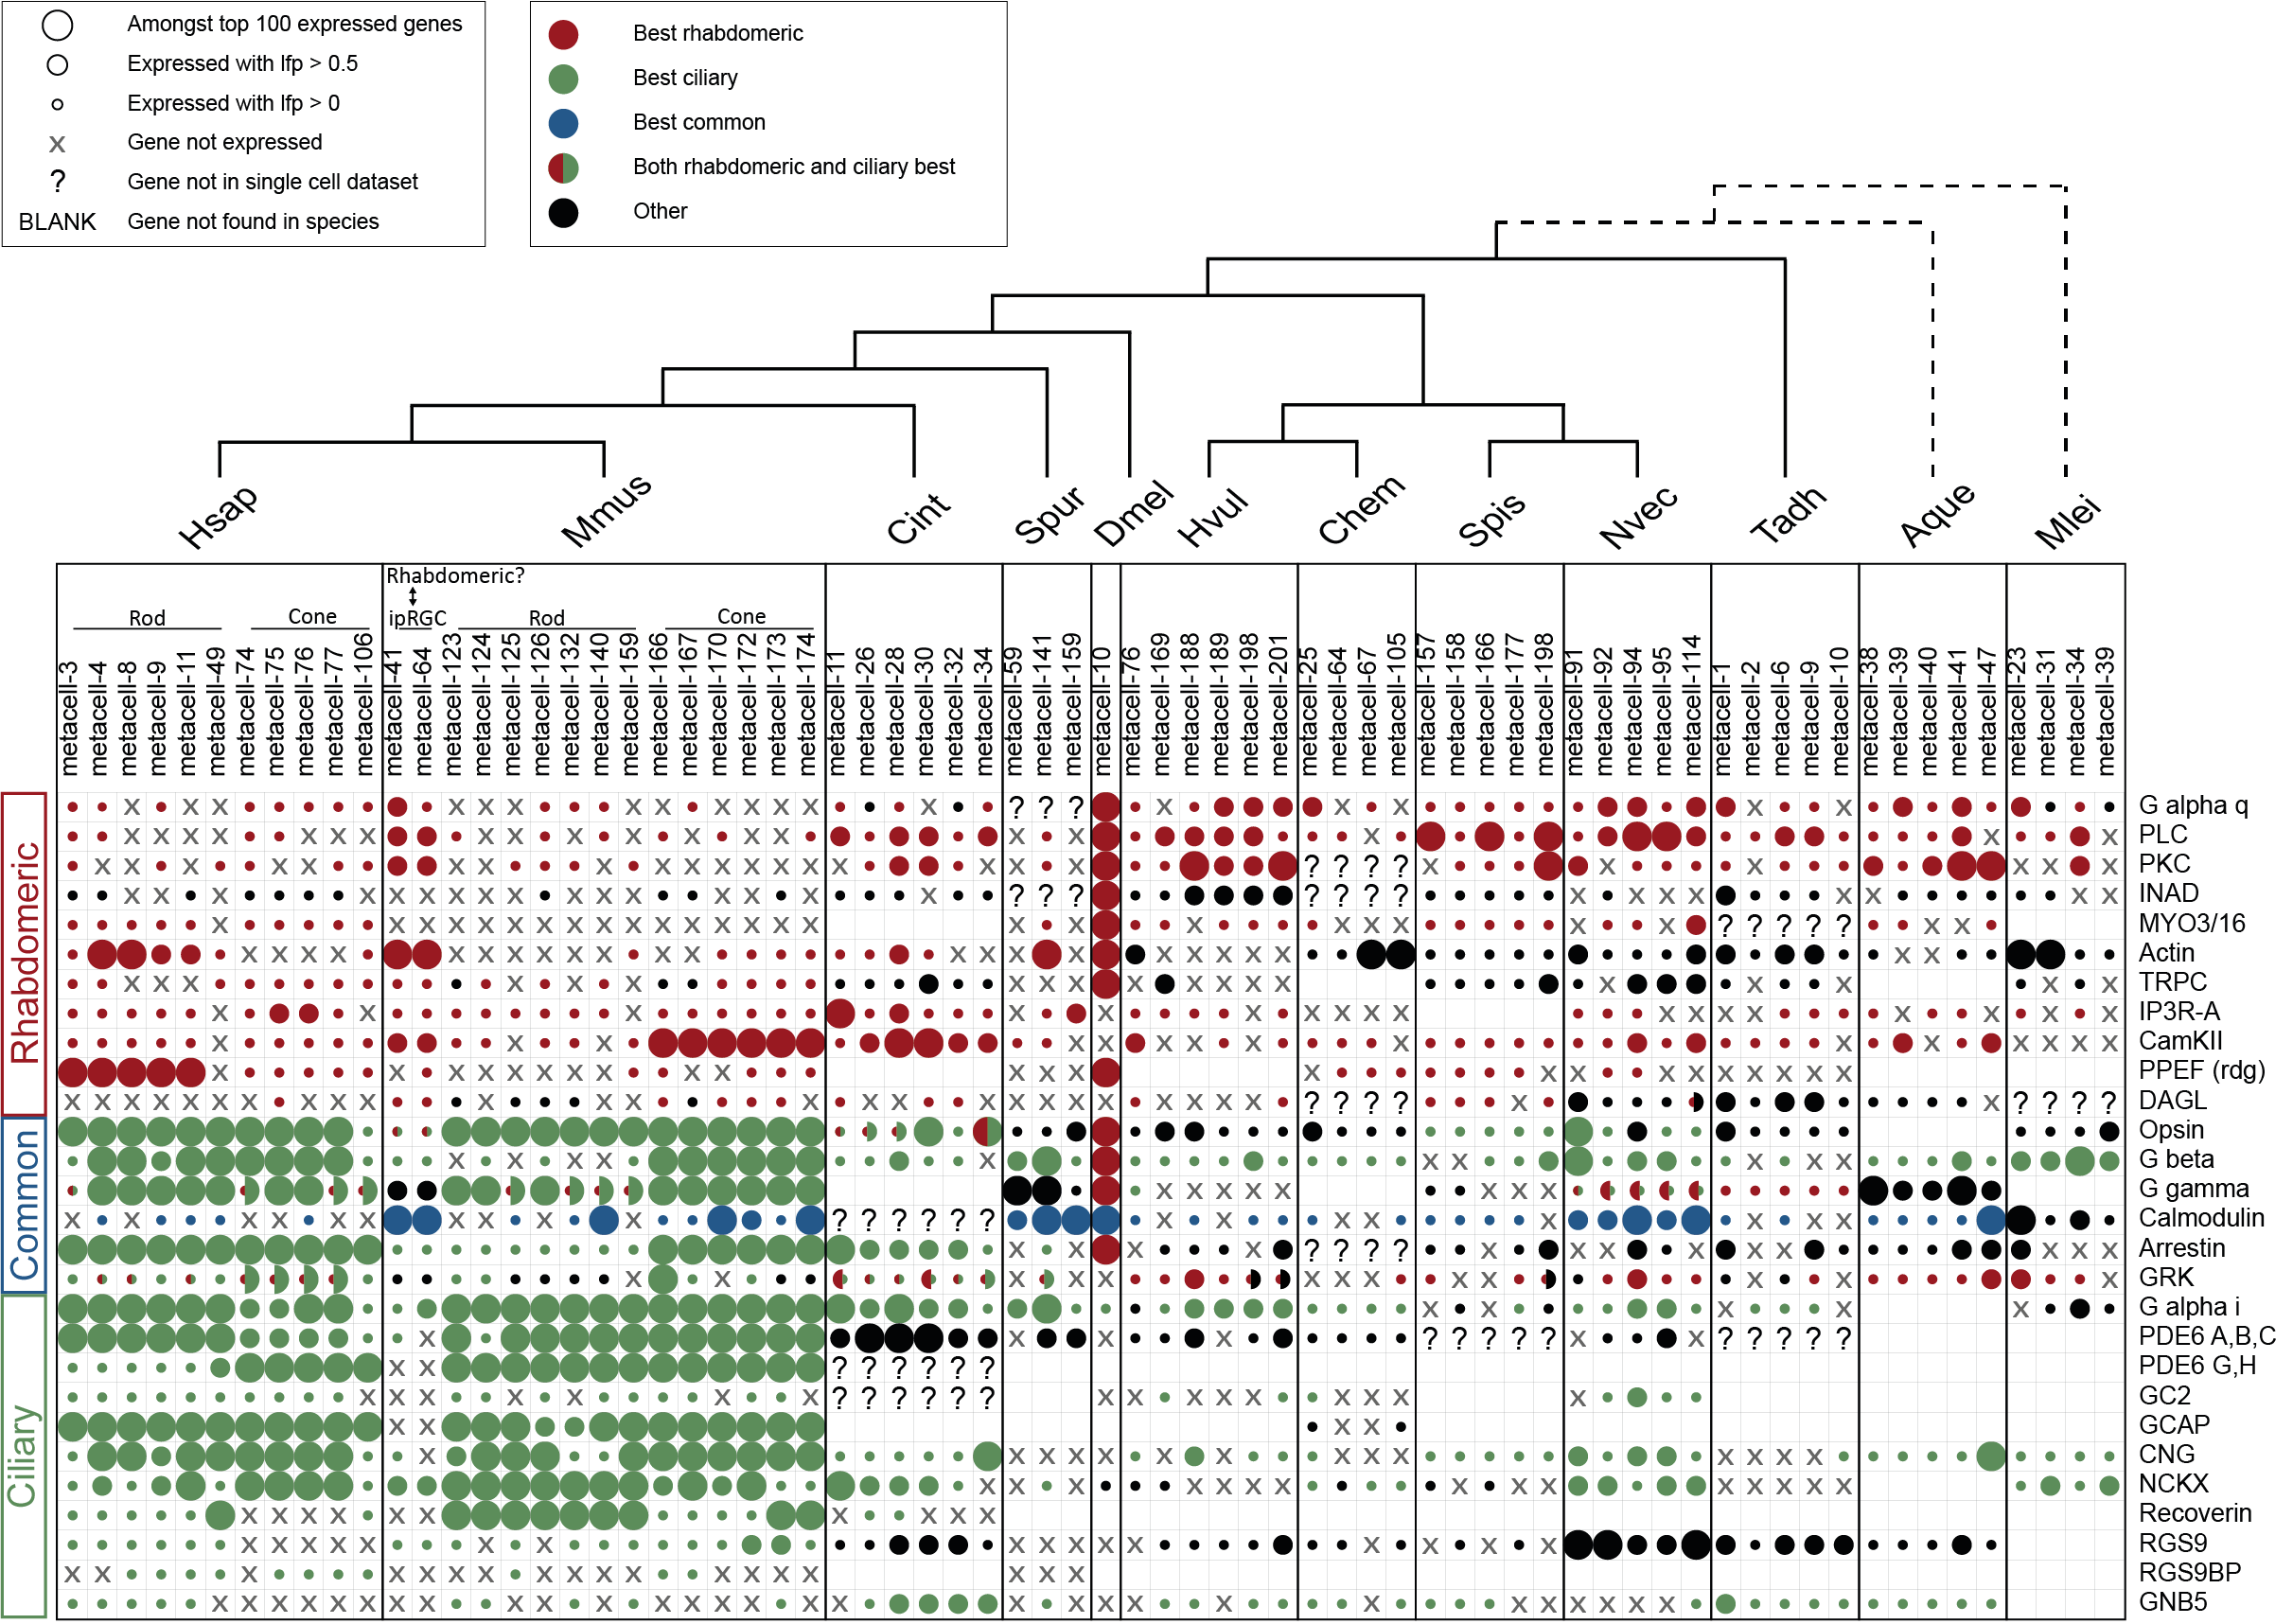 Amongst top 100 expressed genes
Expressed with lfp > 0.5
Expressed with lfp > 0
x Gene not expressed
? Gene not in single cell dataset
BLANK Gene not found in species
Best rhabdomeric
Best ciliary
Best common
Both rhabdomeric and ciliary best
Other
Hsap Mmus Cint Spur Dmel Hvul Chem Spis Nvec Tadh Aque Mlei
Rhabdomeric?
Rod Cone ipRGC Rod Cone
metacell-3
metacell-4
metacell-8
metacell-9
metacell-11
metacell-49
metacell-74
metacell-75
metacell-76
metacell-77
metacell-106
metacell-41
metacell-64
metacell-123
metacell-124
metacell-125
metacell-126
metacell-132
metacell-140
metacell-159
metacell-166
metacell-167
metacell-170
metacell-172
metacell-173
metacell-174
metacell-11
metacell-26
metacell-28
metacell-30
metacell-32
metacell-34
metacell-59
metacell-141
metacell-159
metacell-10
metacell-76
metacell-169
metacell-188
metacell-189
metacell-198
metacell-201
metacell-25
metacell-64
metacell-67
metacell-105
metacell-157
metacell-158
metacell-166
metacell-177
metacell-198
metacell-91
metacell-92
metacell-94
metacell-95
metacell-114
metacell-1
metacell-2
metacell-6
metacell-9
metacell-10
metacell-38
metacell-39
metacell-40
metacell-41
metacell-47
metacell-23
metacell-31
metacell-34
metacell-39
Rhabdomeric
Common
Ciliary
G alpha q
PLC
PKC
INAD
MYO3/16
Actin
TRPC
IP3R-A
CamKII
PPEF (rdg)
DAGL
Opsin
G beta
G gamma
Calmodulin
Arrestin
GRK
G alpha i
PDE6 A,B,C
PDE6 G,H
GC2
GCAP
CNG
NCKX
Recoverin
RGS9
RGS9BP
GNB5